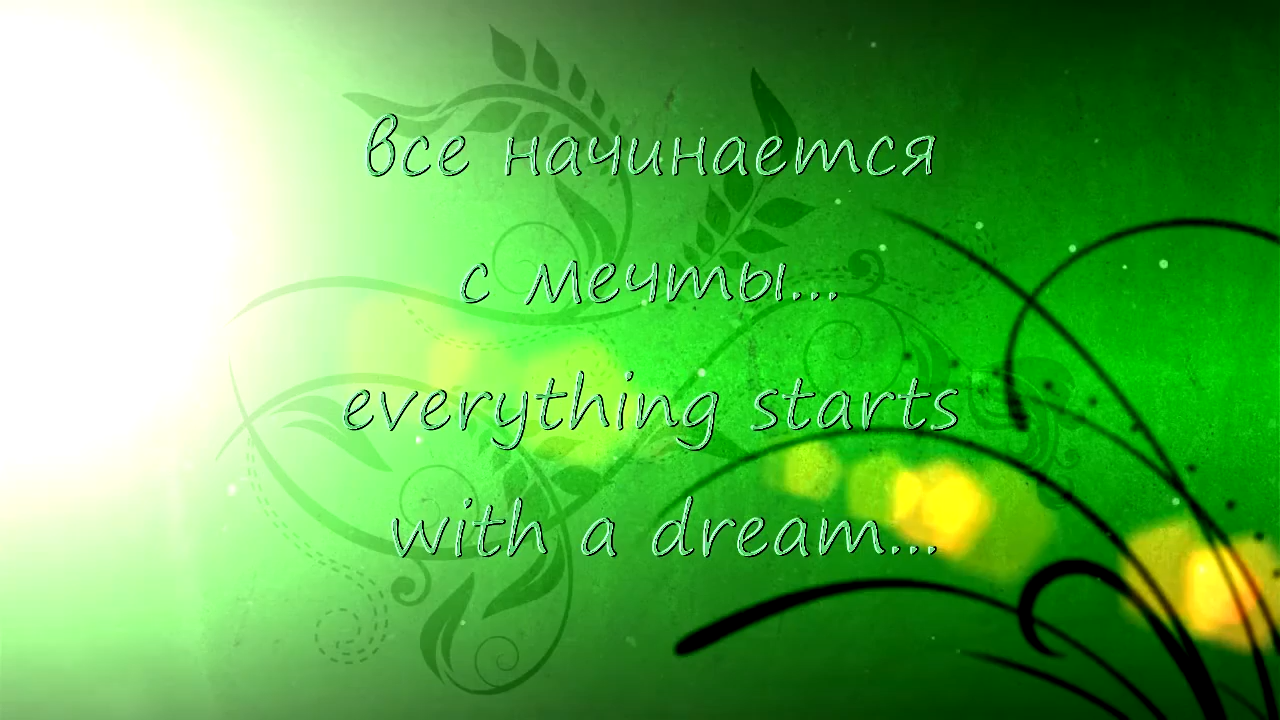 все начинается
с мечты...
everything starts
with a dream...